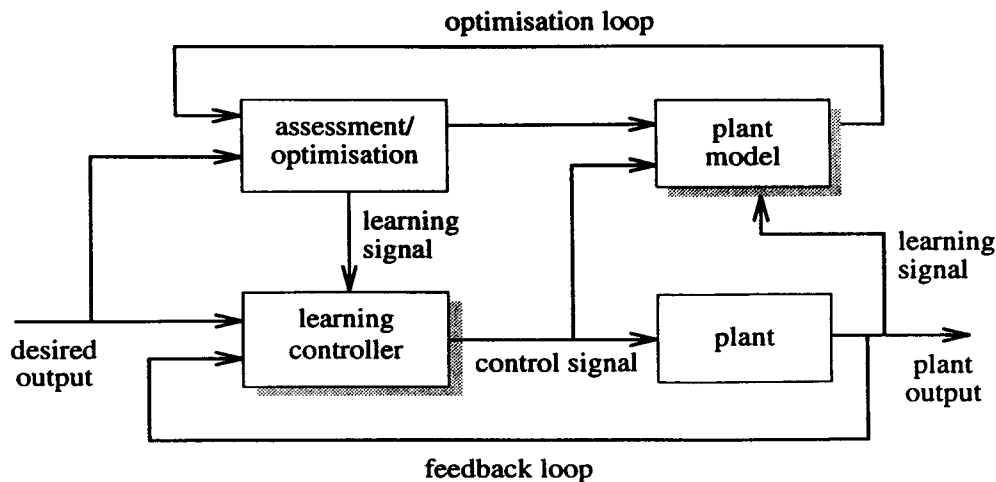 optimisation loop
assessment/
optimisation
plant
model
learning
signal
learning
signal
learning
controller
plant
desired
output
control signal
plant
output
feedback loop